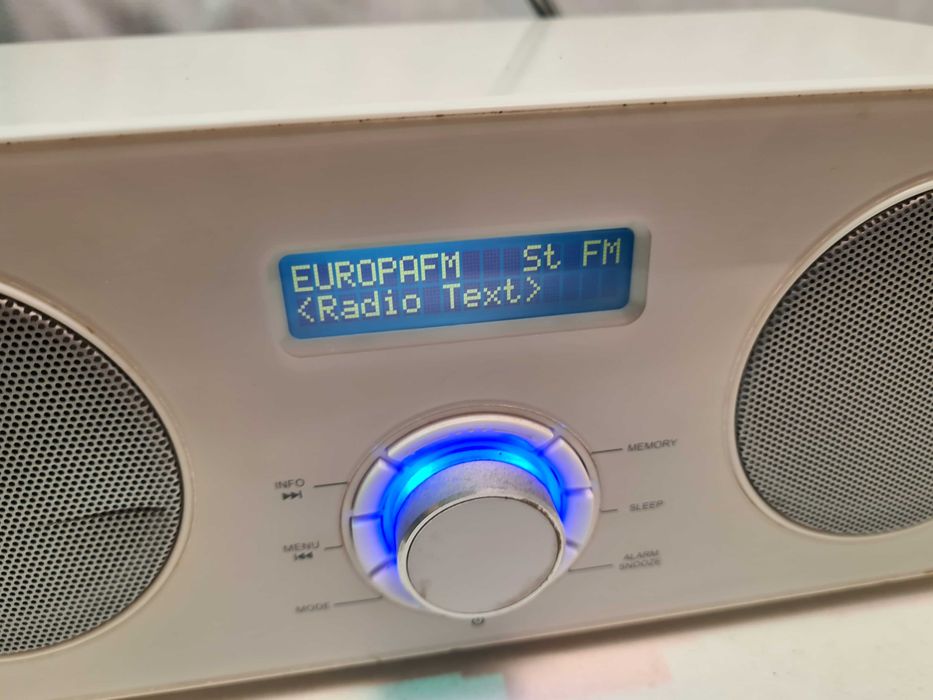 EUROPAFM St FM
<Radio Text>
INFO
MENU
MODE
MEMORY
SLEEP
ALARM
SNOOZE